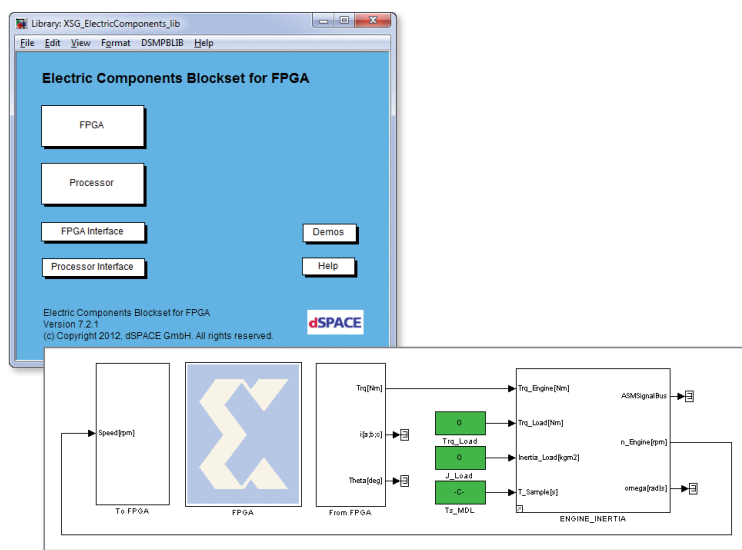 Library: XSG_ElectricComponents_lib
File Edit View Format DSMPBLIB Help
Electric Components Blockset for FPGA
FPGA
Processor
FPGA Interface
Processor Interface
Demos
Help
Electric Components Blockset for FPGA
Version 7.2.1
(c) Copyright 2012, dSPACE GmbH. All rights reserved.
dSPACE
Speed[rpm]
To FPGA
FPGA
Trq[Nm]
i[a;b;c]
Theta[deg]
From FPGA
0
Trq_Load
0
J_Load
-C-
Ts_MDL
Trq_Engine[Nm]
Trq_Load[Nm]
Inertia_Load[kgm2]
T_Sample[s]
ASMSignalBus
n_Engine[rpm]
omega[rad|s]
ENGINE_INERTIA